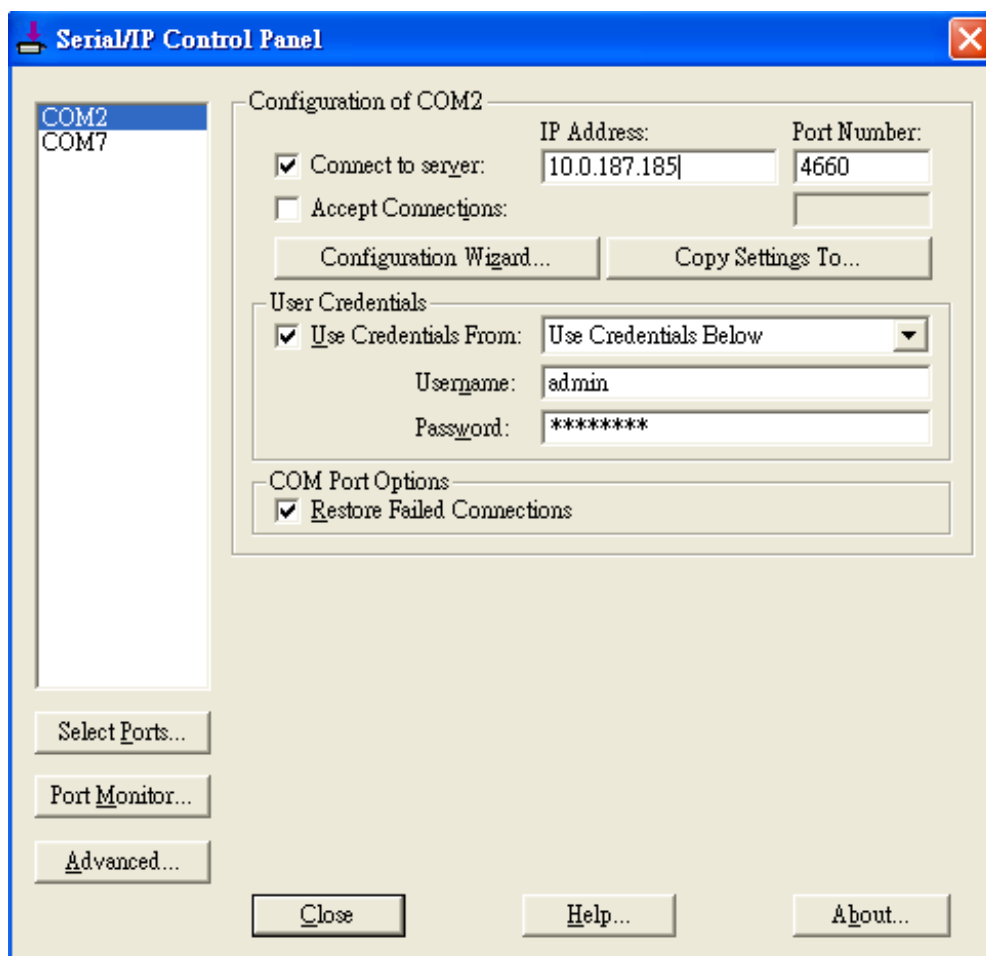 Serial/IP Control Panel
COM2
COM7
Configuration of COM2
IP Address: Port Number:
Connect to server: 10.0.187.185 4660
Accept Connections:
Configuration Wizard... Copy Settings To...
User Credentials
Use Credentials From: Use Credentials Below
Username: admin
Password: ********
COM Port Options
Restore Failed Connections
Select Ports...
Port Monitor...
Advanced...
Close Help... About...